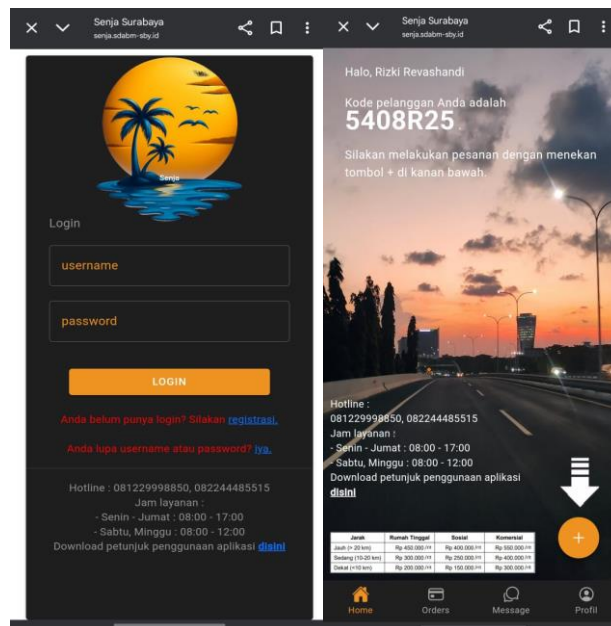 Senja Surabaya
senja.sdabm-sby.id
Senja
Login
username
password
LOGIN
Anda belum punya login? Silakan registrasi.
Anda lupa username atau password? iya.
Hotline : 081229998850, 082244485515
Jam layanan :
- Senin - Jumat : 08:00 - 17:00
- Sabtu, Minggu : 08:00 - 12:00
Download petunjuk penggunaan aplikasi disini
Senja Surabaya
senja.sdabm-sby.id
Halo, Rizki Revashandi
Kode pelanggan Anda adalah
5408R25
Silakan melakukan pesanan dengan menekan
tombol + di kanan bawah.
Hotline :
081229998850, 082244485515
Jam layanan :
- Senin - Jumat : 08:00 - 17:00
- Sabtu, Minggu : 08:00 - 12:00
Download petunjuk penggunaan aplikasi
disini
Jarak Rumah Tinggal Sosial Komersial
Jauh (> 20 km) Rp 450.000 Rp 400.000 Rp 550.000
Sedang (10-20 km) Rp 300.000 Rp 250.000 Rp 400.000
Dekat (<10 km) Rp 200.000 Rp 150.000 Rp 300.000
+
Home Orders Message Profil